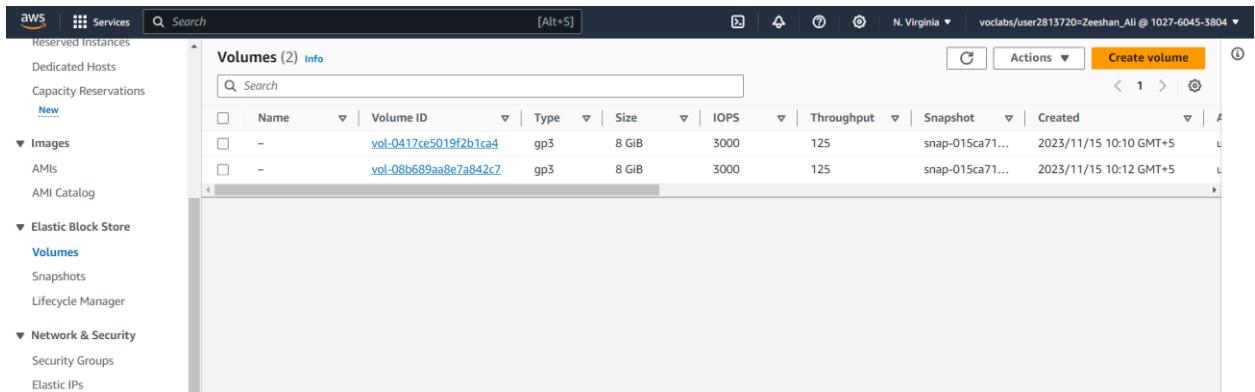 aws Services Search [Alt+S] N. Virginia voclabs/user2813720=Zeeshan_Ali @ 1027-6045-3804
Reserved Instances
Dedicated Hosts
Capacity Reservations
New
Images
AMIs
AMI Catalog
Elastic Block Store
Volumes
Snapshots
Lifecycle Manager
Network & Security
Security Groups
Elastic IPs
Volumes (2) Info
Actions Create volume
Search
1
Name Volume ID Type Size IOPS Throughput Snapshot Created
– vol-0417ce5019f2b1ca4 gp3 8 GiB 3000 125 snap-015ca71... 2023/11/15 10:10 GMT+5
– vol-08b689aa8e7a842c7 gp3 8 GiB 3000 125 snap-015ca71... 2023/11/15 10:12 GMT+5